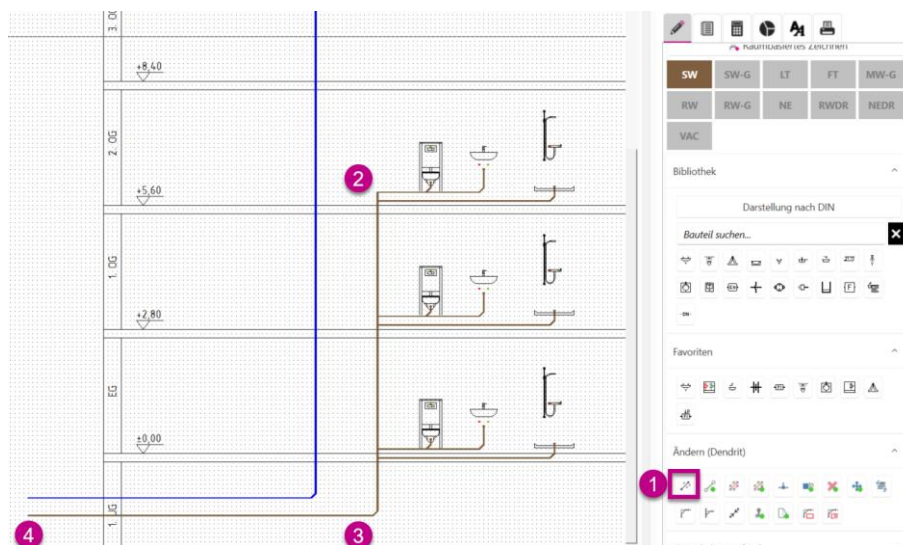 3. OG
+8,40
2. OG
+5,60
2
1. OG
+2,80
EG
±0,00
1. UG
4
3
Raumbasiertes Zeichnen
SW SW-G LT FT MW-G
RW RW-G NE RWDR NEDR
VAC
Bibliothek
Darstellung nach DIN
Bauteil suchen...
Favoriten
Ändern (Dendrit)
1